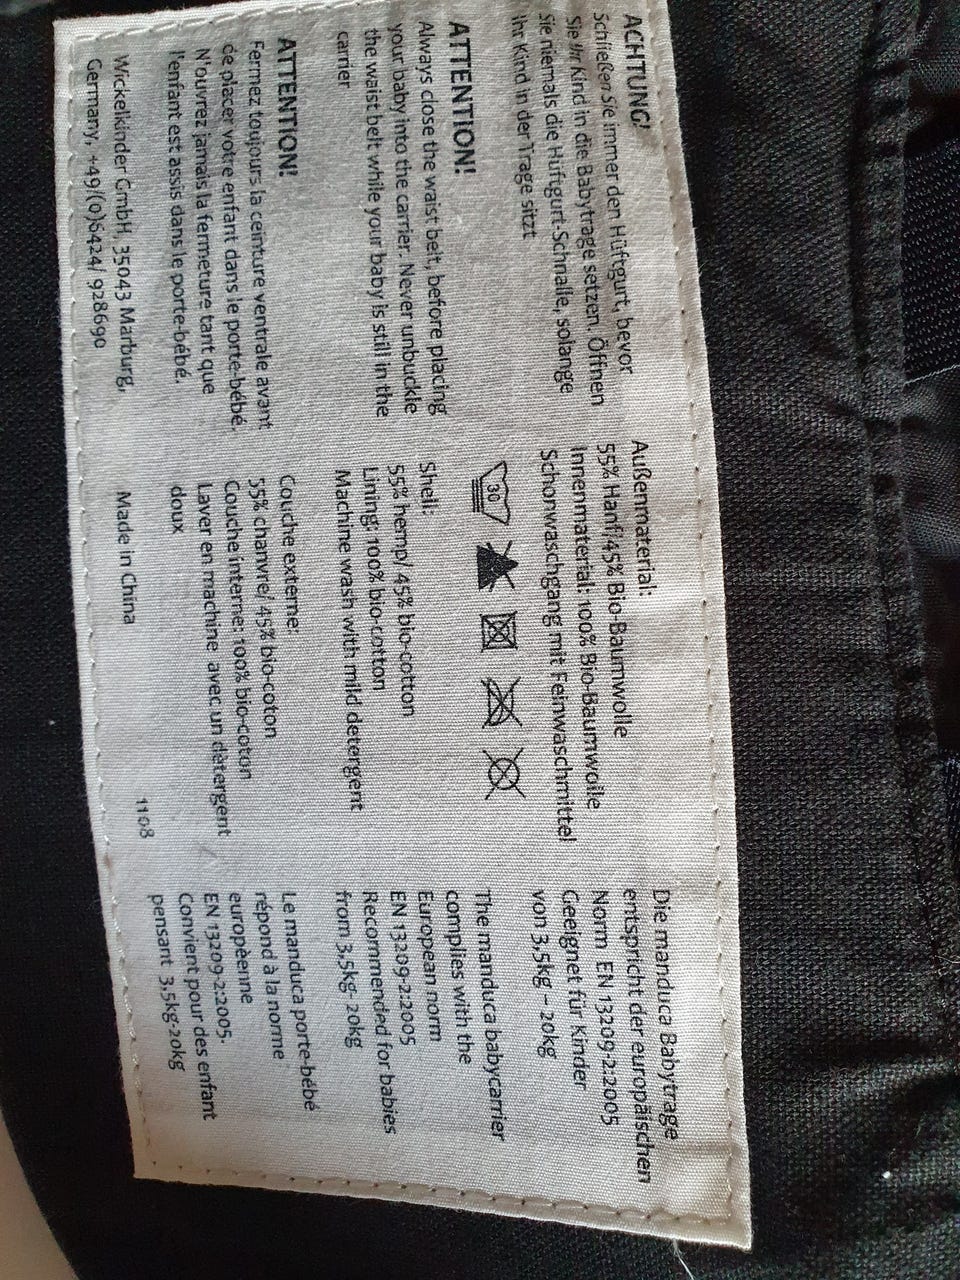 ACHTUNG!
Schließen Sie immer den Hüftgurt, bevor
Sie Ihr Kind in die Babytrage setzen. Öffnen
Sie niemals die Hüftgurt-Schnalle, solange
Ihr Kind in der Trage sitzt
ATTENTION!
Always close the waist belt, before placing
your baby into the carrier. Never unbuckle
the waist belt while your baby is still in the
carrier
ATTENTION!
Fermez toujours la ceinture ventrale avant
de placer votre enfant dans le porte-bébé.
N'ouvrez jamais la fermeture tant que
l'enfant est assis dans le porte-bébé.
Wickelkinder GmbH, 35043 Marburg,
Germany, +49/(0)6424/ 928690
Außenmaterial:
55% Hanf/45% Bio-Baumwolle
Innenmaterial: 100% Bio-Baumwolle
Schonwaschgang mit Feinwaschmittel
30
Shell:
55% hemp/ 45% bio-cotton
Lining: 100% bio-cotton
Machine wash with mild detergent
Couche externe:
55% chanvre/ 45% bio-coton
Couche interne: 100% bio-coton
Laver en machine avec un dètergent
doux
Made in China
1108
Die manduca Babytrage
entspricht der europäischen
Norm EN 13209-2:2005
Geeignet für Kinder
von 3,5kg – 20kg
The manduca babycarrier
complies with the
European norm
EN 13209-2:2005
Recommended for babies
from 3,5kg- 20kg
Le manduca porte-bébé
répond à la norme
europèenne
EN 13209-2:2005.
Convient pour des enfant
pensant 3,5kg-20kg